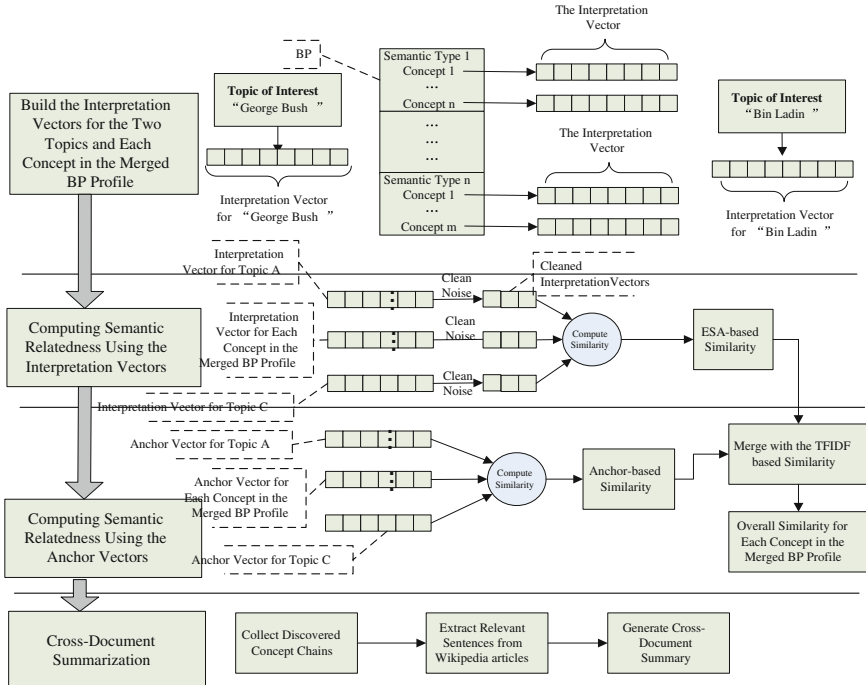 The Interpretation
Vector
BP
Semantic Type 1
Concept 1
...
Concept n
...
...
...
Semantic Type n
Concept 1
...
Concept m
The Interpretation
Vector
Topic of Interest
“George Bush ”
Interpretation Vector
for “George Bush ”
Topic of Interest
“Bin Ladin ”
Interpretation Vector
for “Bin Ladin ”
Build the Interpretation
Vectors for the Two
Topics and Each
Concept in the Merged
BP Profile
Interpretation
Vector for Topic A
Clean
Noise
Cleaned
InterpretationVectors
Computing Semantic
Relatedness Using the
Interpretation Vectors
Interpretation
Vector for Each
Concept in the
Merged BP Profile
Clean
Noise
Compute
Similarity
ESA-based
Similarity
Clean
Noise
Interpretation Vector for Topic C
Anchor Vector for Topic A
Anchor Vector for
Each Concept in the
Merged BP Profile
Compute
Similarity
Anchor-based
Similarity
Merge with the TFIDF
based Similarity
Computing Semantic
Relatedness Using the
Anchor Vectors
Anchor Vector for Topic C
Overall Similarity for
Each Concept in the
Merged BP Profile
Cross-Document
Summarization
Collect Discovered
Concept Chains
Extract Relevant
Sentences from
Wikipedia articles
Generate Cross-
Document
Summary